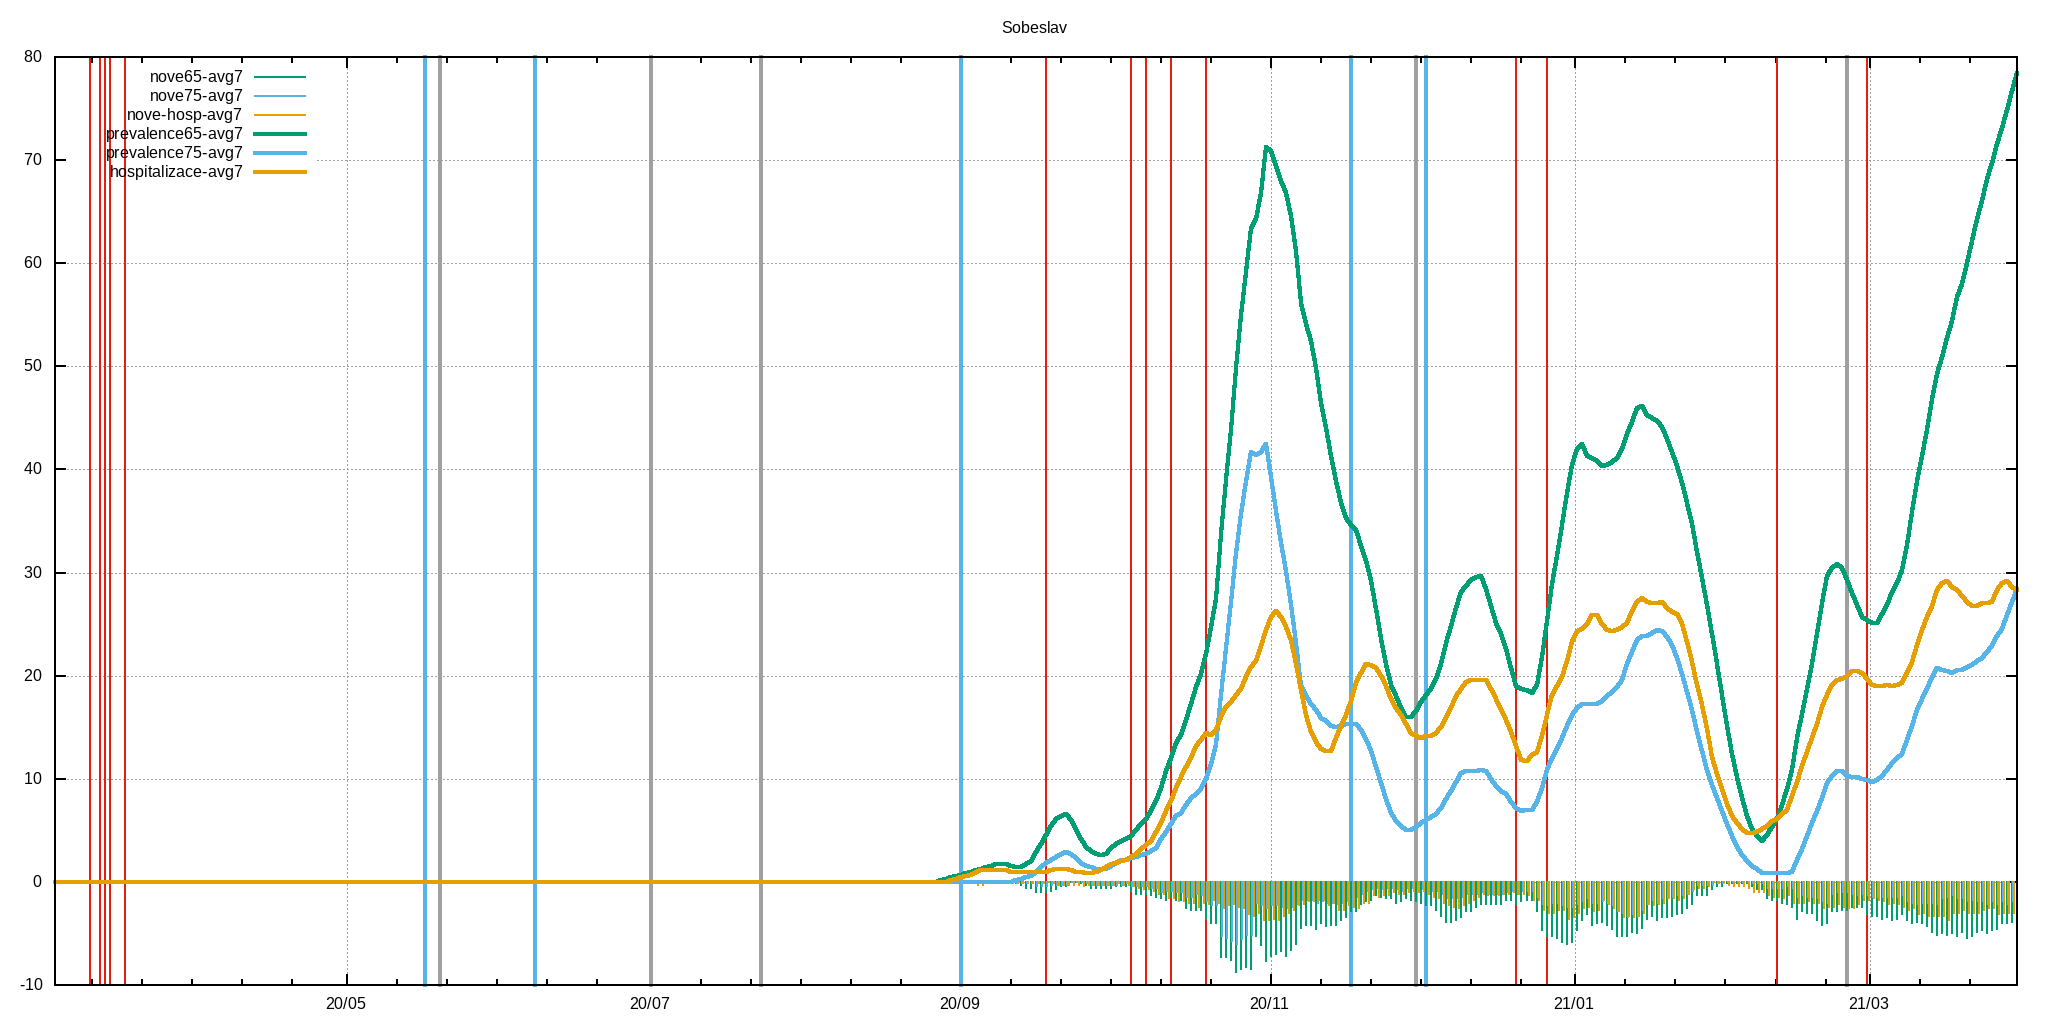 Sobeslav
80
70
60
50
40
30
20
10
0
-10
nove65-avg7
nove75-avg7
nove-hosp-avg7
prevalence65-avg7
prevalence75-avg7
hospitalizace-avg7
20/05 20/07 20/09 20/11 21/01 21/03